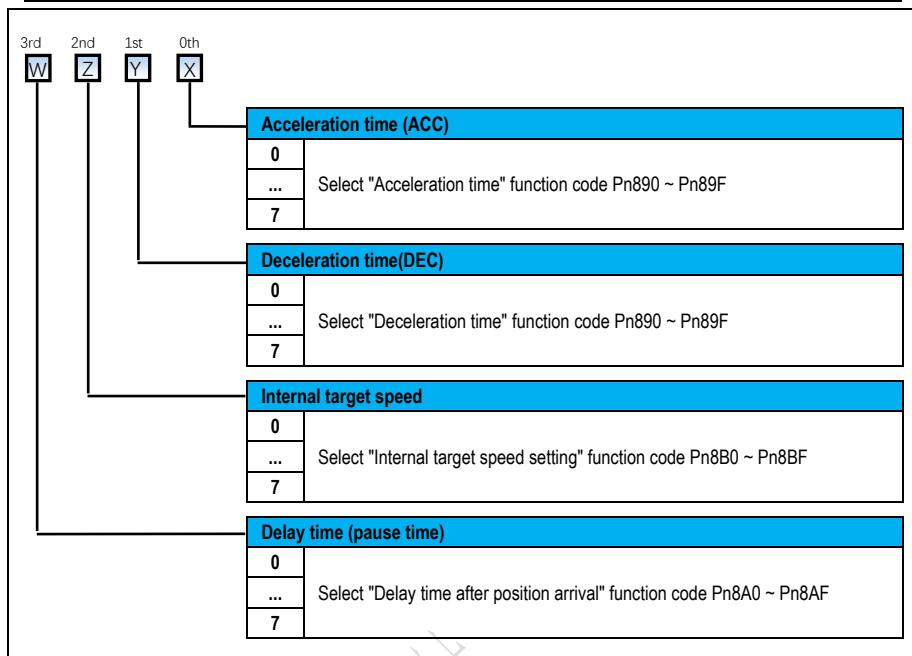 3rd 2nd 1st 0th
W Z Y X
Acceleration time (ACC)
0
... Select "Acceleration time" function code Pn890 ~ Pn89F
7
Deceleration time(DEC)
0
... Select "Deceleration time" function code Pn890 ~ Pn89F
7
Internal target speed
0
... Select "Internal target speed setting" function code Pn8B0 ~ Pn8BF
7
Delay time (pause time)
0
... Select "Delay time after position arrival" function code Pn8A0 ~ Pn8AF
7